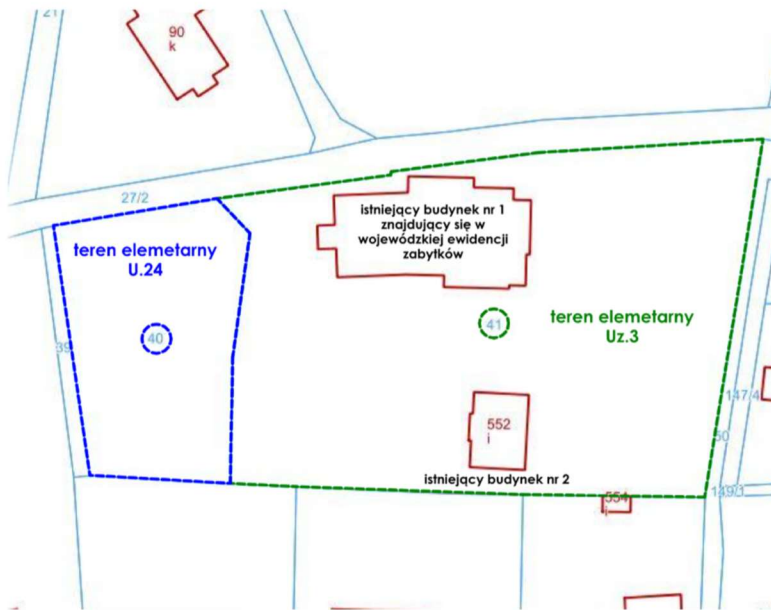 21
90
k
27/2
istniejący budynek nr 1
znajdujący się w
wojewódzkiej ewidencji
zabytków
teren elemetarny
U.24
40
39
41
teren elemetarny
Uz.3
552
i
istniejący budynek nr 2
147/4
50
149/1
554
i